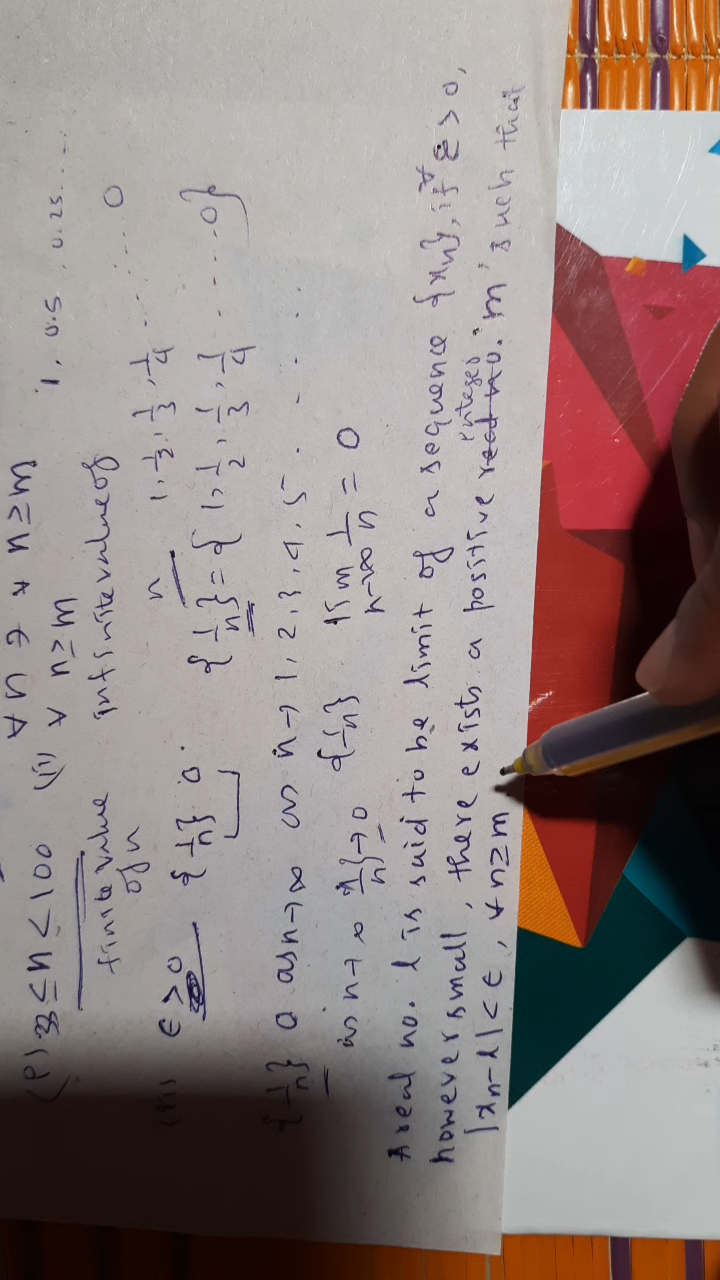 ∀ n ≥ m
(P) 3 ≤ n ≤ 100 (ii) ∀ n ≥ m 1, 0.5, 0.25, ....
finite value infinite value of
of n n 1, 1/2, 1/3, 1/4, ....... 0
ε > 0 {1/n} 0. {1/n} = {1, 1/2, 1/3, 1/4 ..... 0}
{1/n} 0 as n→∞ as n→ 1, 2, 3, 4, 5 . . . .
as n→∞ {1/n}→0 {1/n} lim n→∞ 1/n = 0
A real no. l is said to be limit of a sequence {xn}, if ∀ ε > 0,
however small, there exists a positive integer "m" such that
|xn - l| < ε, ∀ n ≥ m